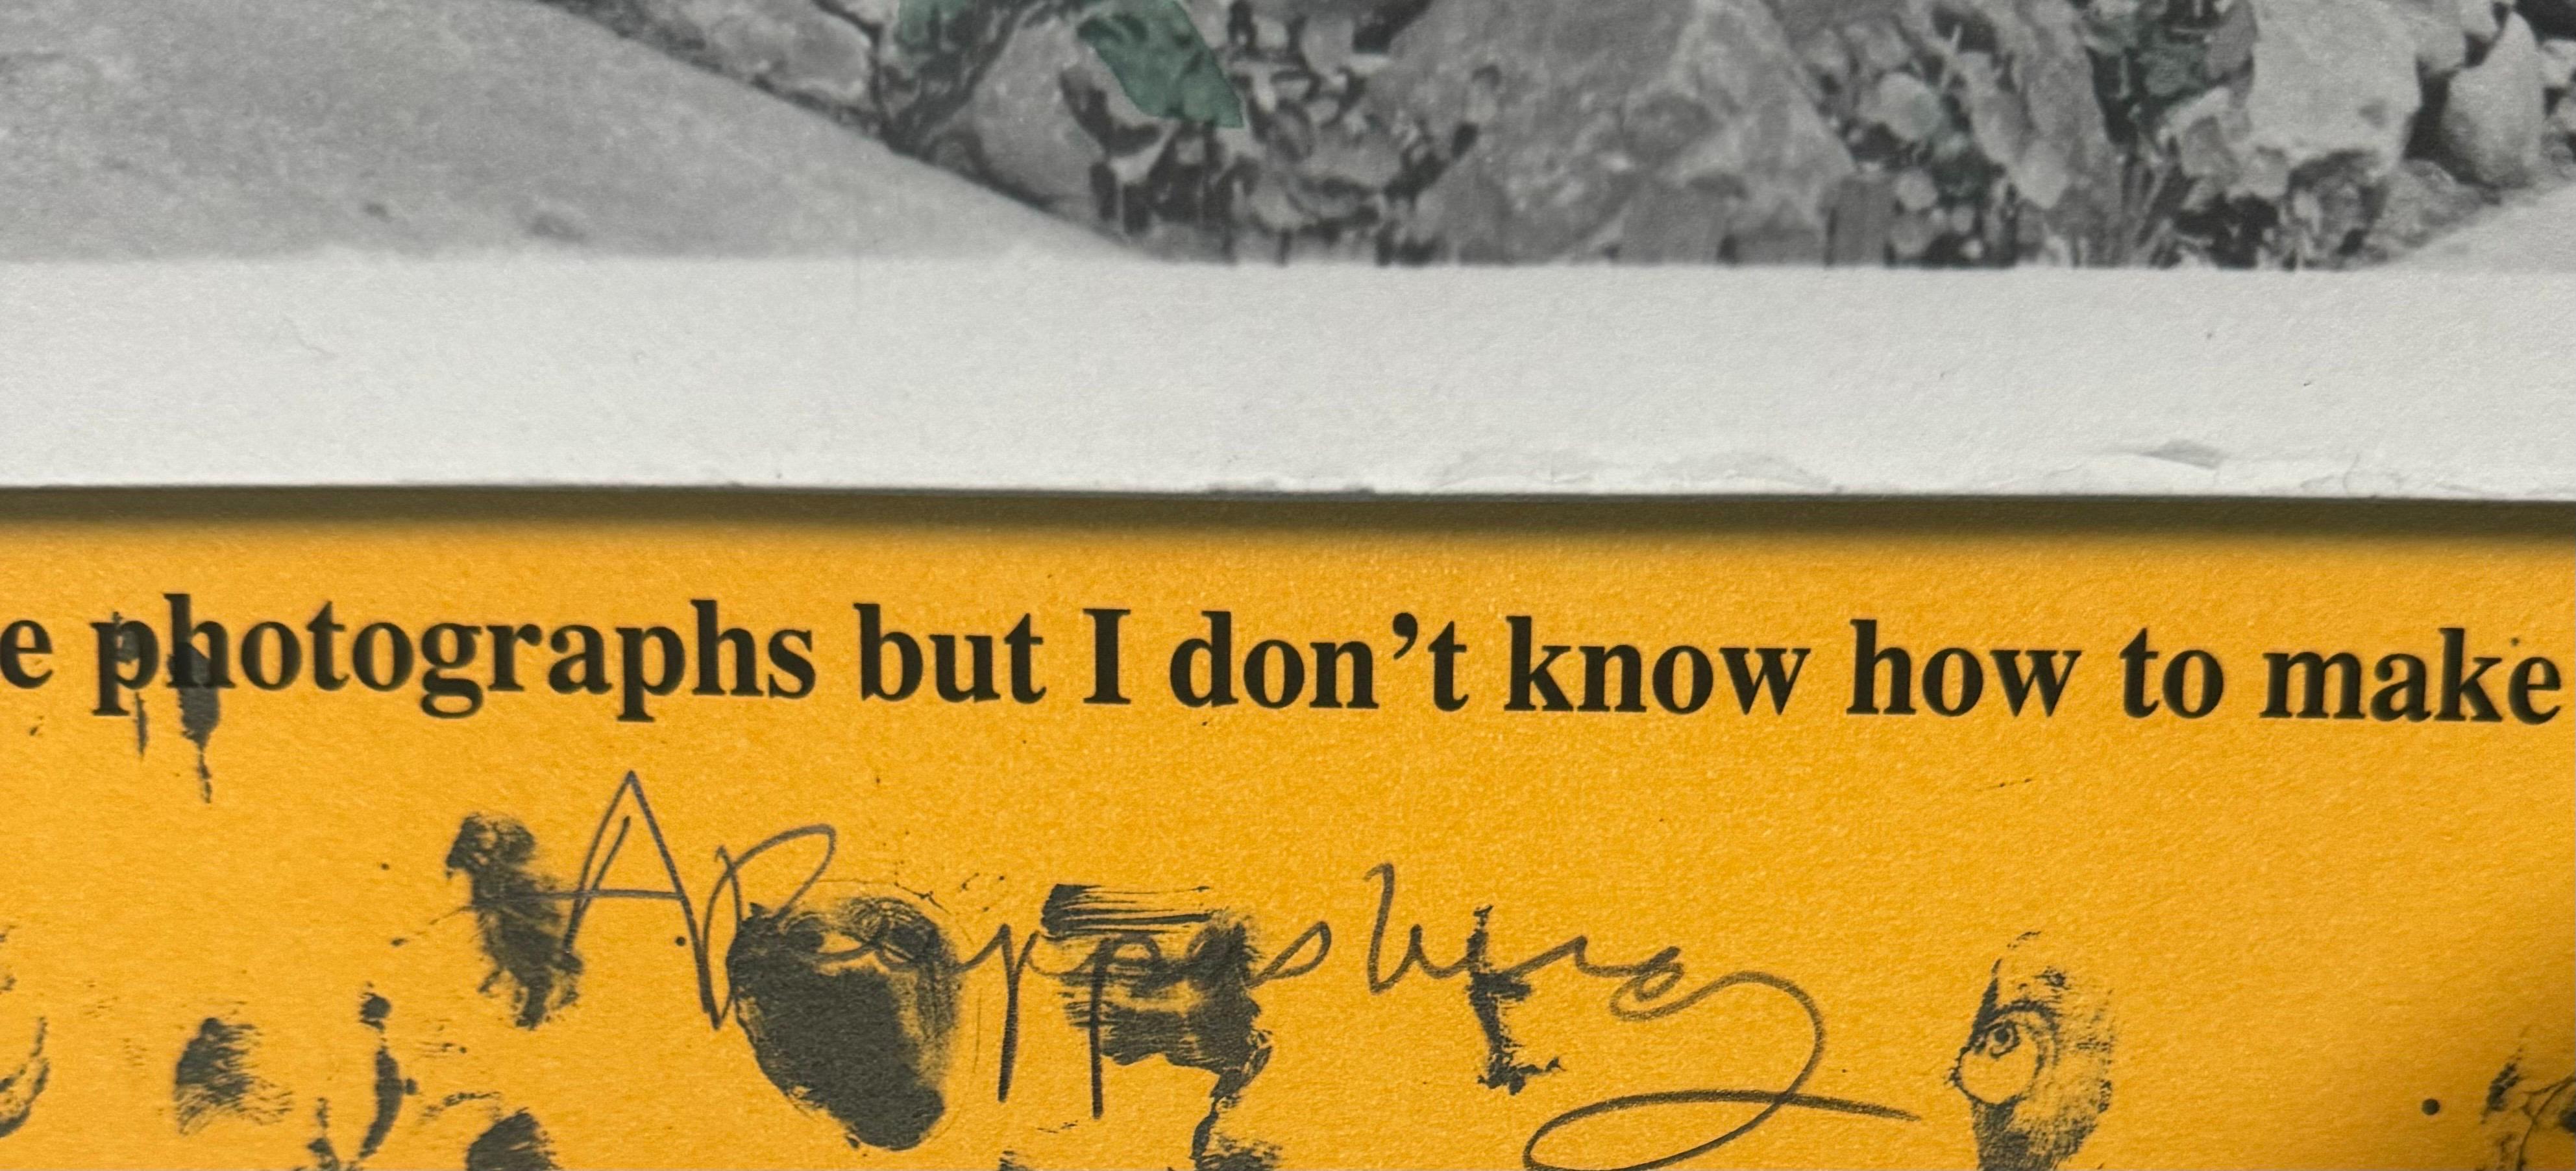 e photographs but I don’t know how to make